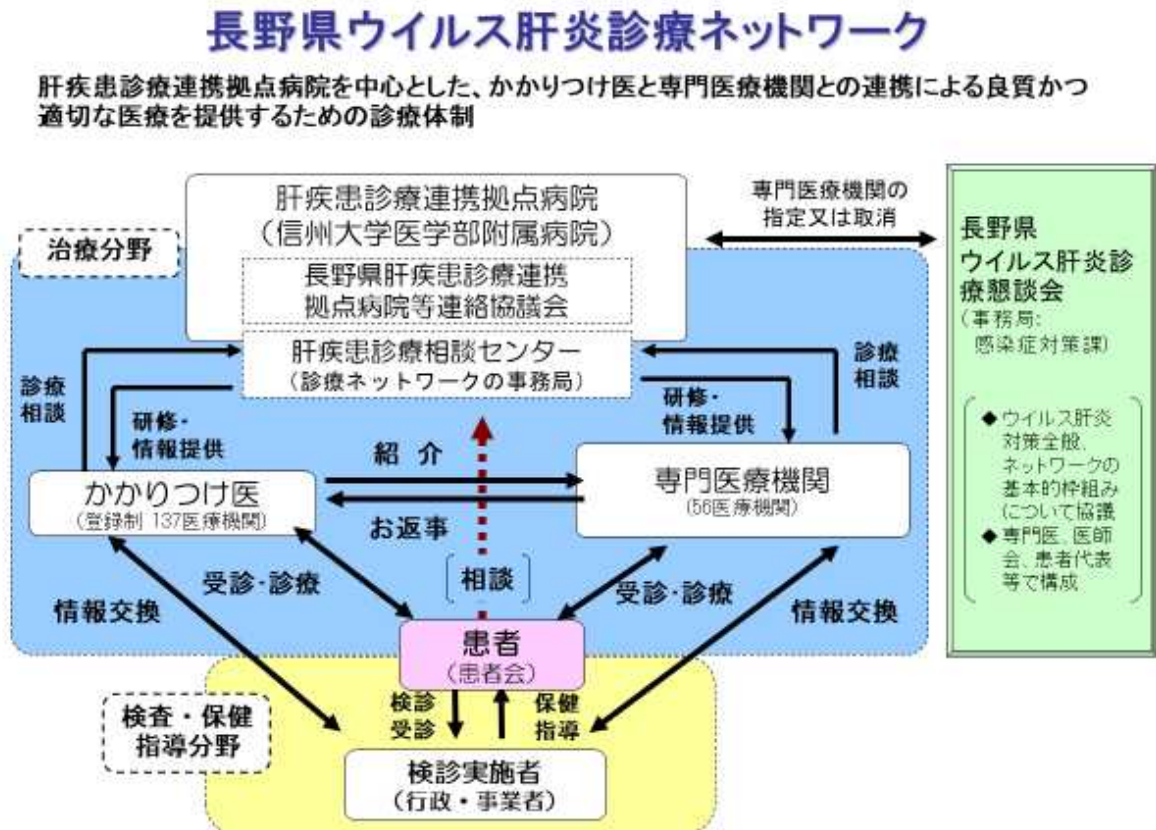 長野県ウイルス肝炎診療ネットワーク
肝疾患診療連携拠点病院を中心とした、かかりつけ医と専門医療機関との連携による良質かつ
適切な医療を提供するための診療体制
治療分野
肝疾患診療連携拠点病院
（信州大学医学部附属病院）
長野県肝疾患診療連携
拠点病院等連絡協議会
肝疾患診療相談センター
（診療ネットワークの事務局）
専門医療機関の
指定又は取消
長野県
ウイルス肝炎診
療懇談会
（事務局：
感染症対策課）
◆ウイルス肝炎
対策全般、
ネットワークの
基本的枠組み
について協議
◆専門医、医師
会、患者代表
等で構成
診療
相談
研修・
情報提供
研修・
情報提供
診療
相談
紹 介
お返事
かかりつけ医
（登録制 137医療機関）
専門医療機関
（56医療機関）
相談
受診・診療
受診・診療
情報交換
情報交換
患者
（患者会）
検診
受診
保健
指導
検査・保健
指導分野
検診実施者
（行政・事業者）